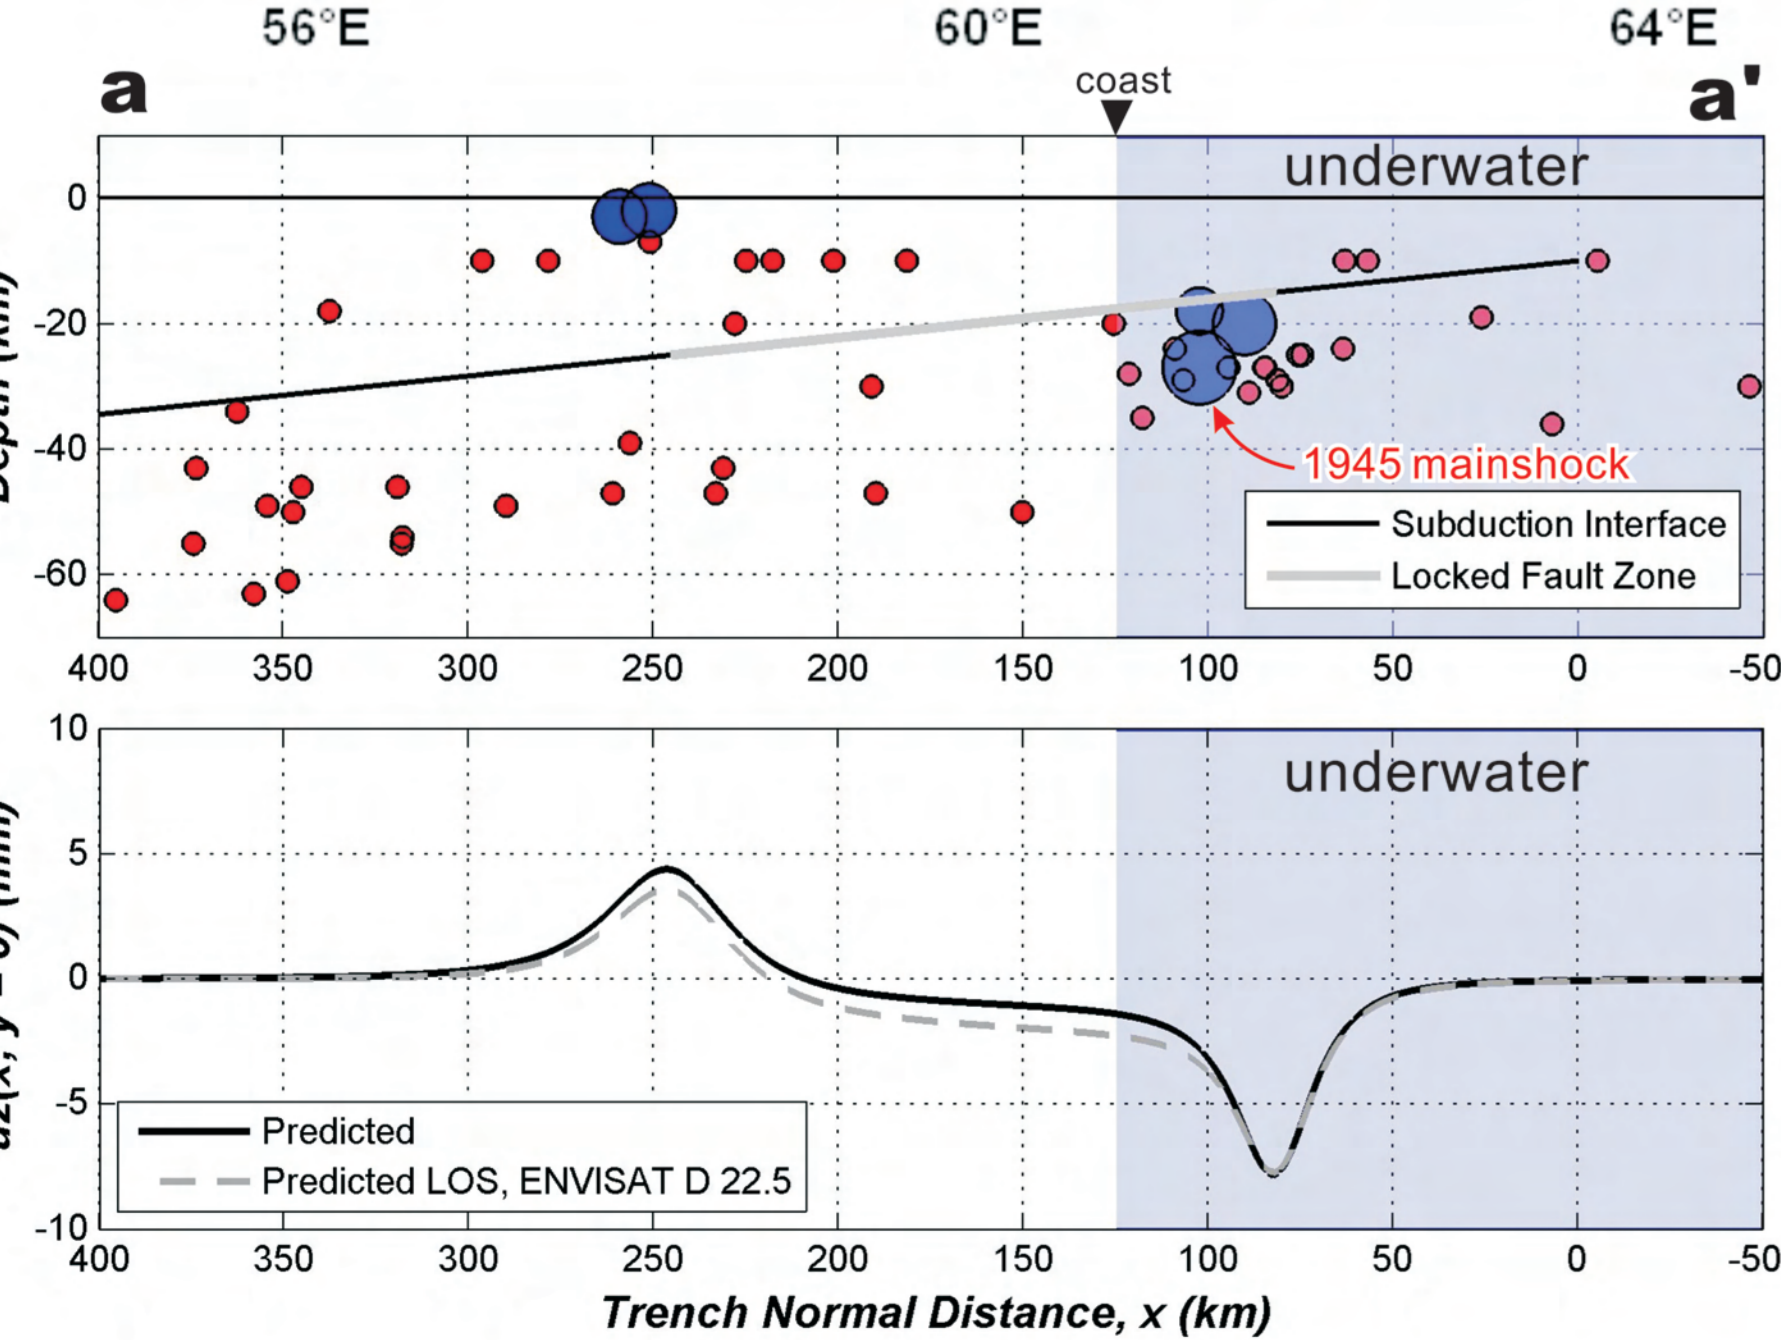 56°E 60°E 64°E
a coast a'
underwater
0
-20
-40
-60
1945 mainshock
Subduction Interface
Locked Fault Zone
400 350 300 250 200 150 100 50 0 -50
10
5
0
-5
-10
underwater
Predicted
Predicted LOS, ENVISAT D 22.5
400 350 300 250 200 150 100 50 0 -50
Trench Normal Distance, x (km)